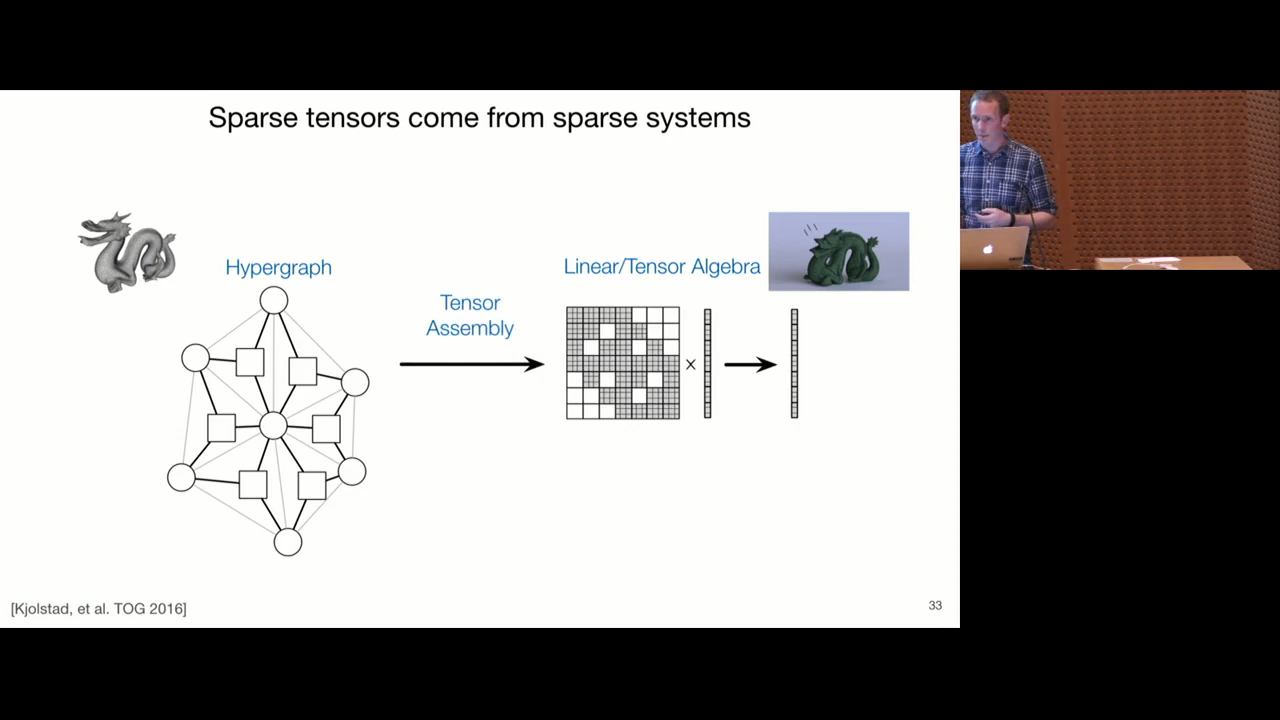 Sparse tensors come from sparse systems
Hypergraph
Tensor
Assembly
Linear/Tensor Algebra
×
[Kjolstad, et al. TOG 2016]
33